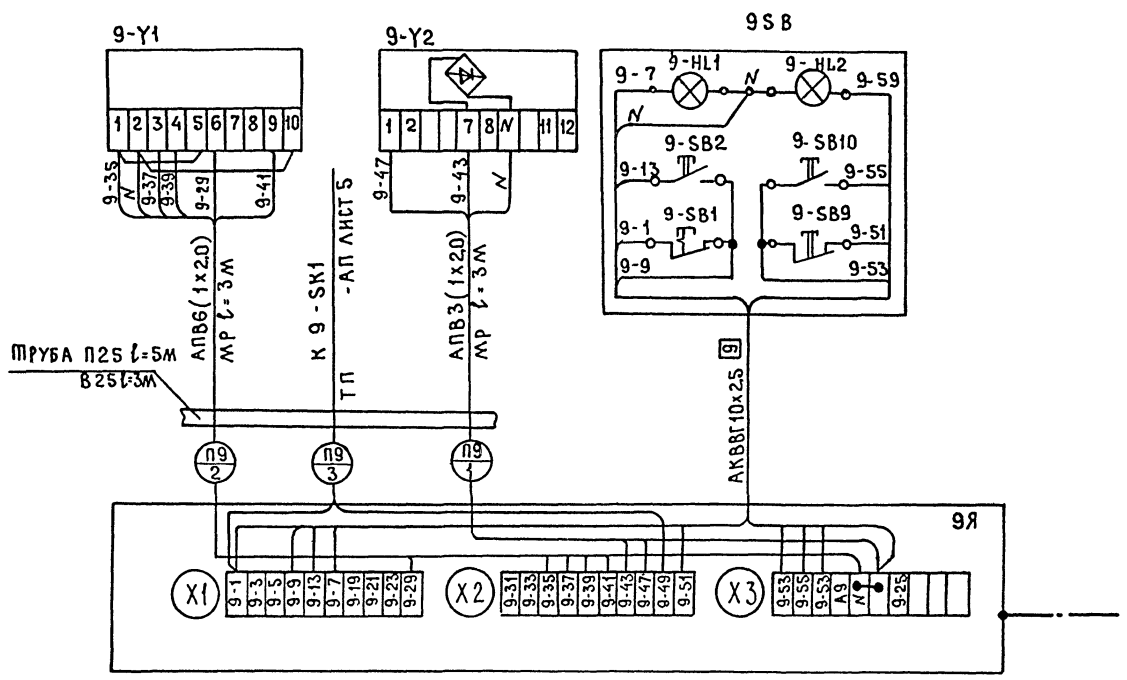 9-Y1
1 2 3 4 5 6 7 8 9 10
9-35
N
9-37
9-39
9-29
9-41
АПВ6(1×2.0)
МР ℓ=3М
ТРУБА П25 ℓ=5М
В25 ℓ=3М
К 9-SK1
-АП ЛИСТ 5
ТП
9-Y2
1 2 7 8 N 11 12
9-47
9-43
N
АПВ3(1×2.0)
МР ℓ=3М
9SB
9-7
9-HL1
N
9-HL2
9-59
N
9-SB2
9-SB10
9-13
9-55
9-SB1
9-SB9
9-1
9-51
9-9
9-53
АКВВГ10×2.5 9
П9
2
П9
3
П9
1
9Я
X1
9-1 9-3 9-5 9-9 9-13 9-7 9-19 9-21 9-23 9-29
X2
9-31 9-33 9-35 9-37 9-39 9-41 9-43 9-47 9-49 9-51
X3
9-53 9-55 9-53 А9 N 9-25